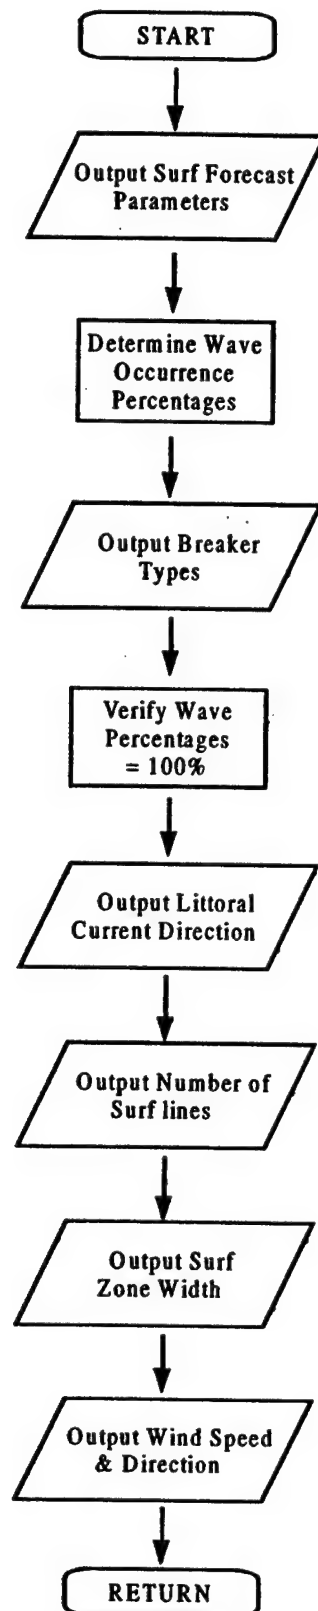 START
Output Surf Forecast
Parameters
Determine Wave
Occurrence
Percentages
Output Breaker
Types
Verify Wave
Percentages
= 100%
Output Littoral
Current Direction
Output Number of
Surf lines
Output Surf
Zone Width
Output Wind Speed
& Direction
RETURN